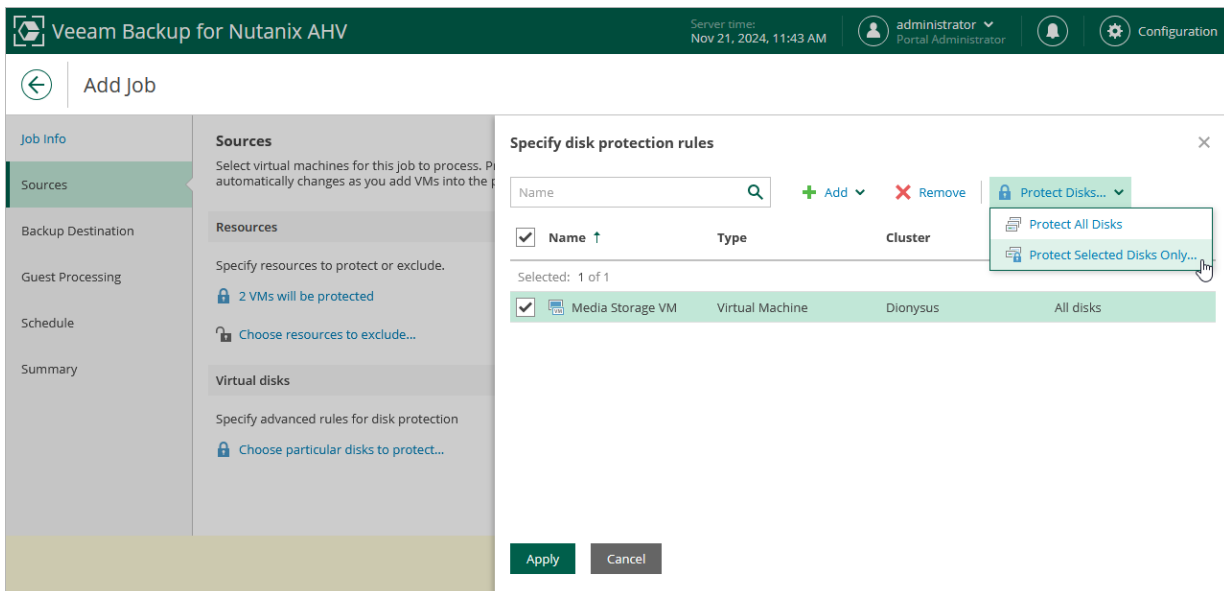 Veeam Backup for Nutanix AHV
Server time:
Nov 21, 2024, 11:43 AM
administrator
Portal Administrator
Configuration
Add Job
Job Info
Sources
Backup Destination
Guest Processing
Schedule
Summary
Sources
Select virtual machines for this job to process.
automatically changes as you add VMs into the
Resources
Specify resources to protect or exclude.
2 VMs will be protected
Choose resources to exclude...
Virtual disks
Specify advanced rules for disk protection
Choose particular disks to protect...
Specify disk protection rules
Name
Add
Remove
Protect Disks...
Protect All Disks
Protect Selected Disks Only...
Name Type Cluster
Selected: 1 of 1
Media Storage VM Virtual Machine Dionysus All disks
Apply Cancel